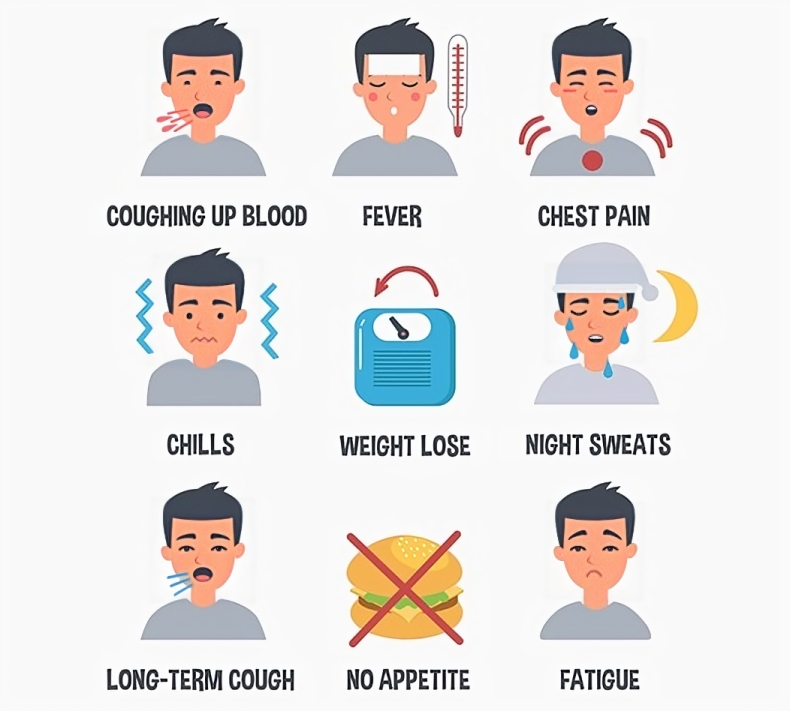 COUGHING UP BLOOD
FEVER
CHEST PAIN
CHILLS
WEIGHT LOSE
NIGHT SWEATS
LONG-TERM COUGH
NO APPETITE
FATIGUE